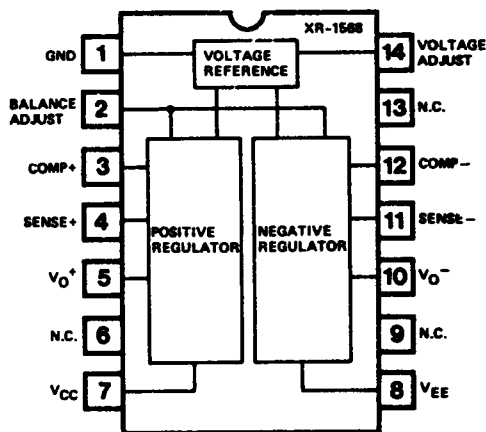 XR-1568
GND 1
VOLTAGE
REFERENCE
14 VOLTAGE
ADJUST
BALANCE
ADJUST 2
13 N.C.
COMP+ 3
12 COMP−
SENSE+ 4
11 SENSE−
POSITIVE
REGULATOR
NEGATIVE
REGULATOR
VO+ 5
10 VO−
N.C. 6
9 N.C.
VCC 7
8 VEE